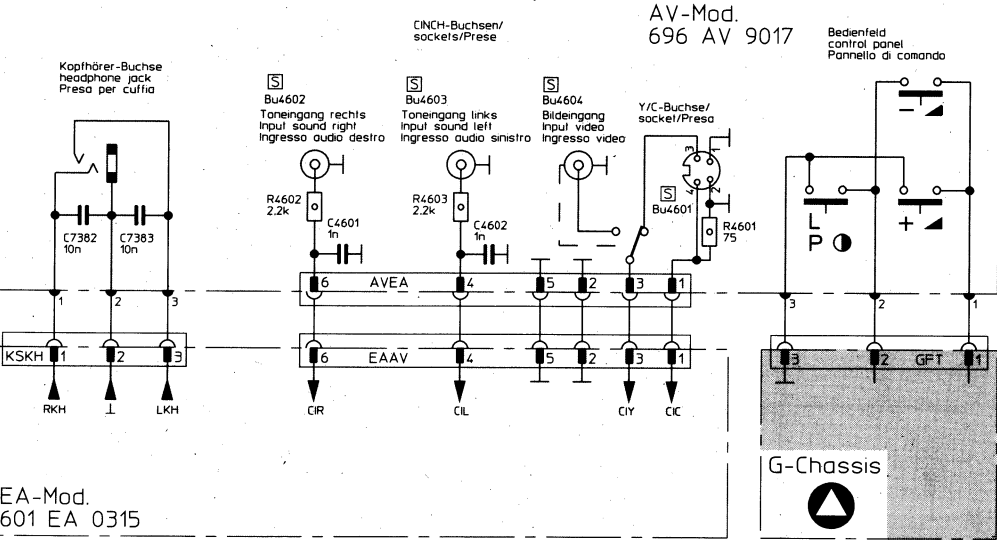 AV-Mod.
696 AV 9017
CINCH-Buchsen/
sockets/Prese
Bedienfeld
control panel
Pannello di comando
Kopfhörer-Buchse
headphone jack
Presa per cuffia
S
Bu4602
Toneingang rechts
Input sound right
Ingresso audio destro
S
Bu4603
Toneingang links
Input sound left
Ingresso audio sinistro
S
Bu4604
Bildeingang
Input video
Ingresso video
Y/C-Buchse/
socket/Presa
3
1
4
2
S
Bu4601
R4601
75
R4602
2.2k
C4601
1n
R4603
2.2k
C4602
1n
C7382
10n
C7383
10n
-
+
L
P
1
2
3
6
AVEA
4
5
2
3
1
3
2
1
KSKH
1
2
3
6
EAAV
4
5
2
3
1
3
2
GFT
1
RKH
⊥
LKH
CIR
CIL
CIY
CIC
G-Chassis
EA-Mod.
601 EA 0315